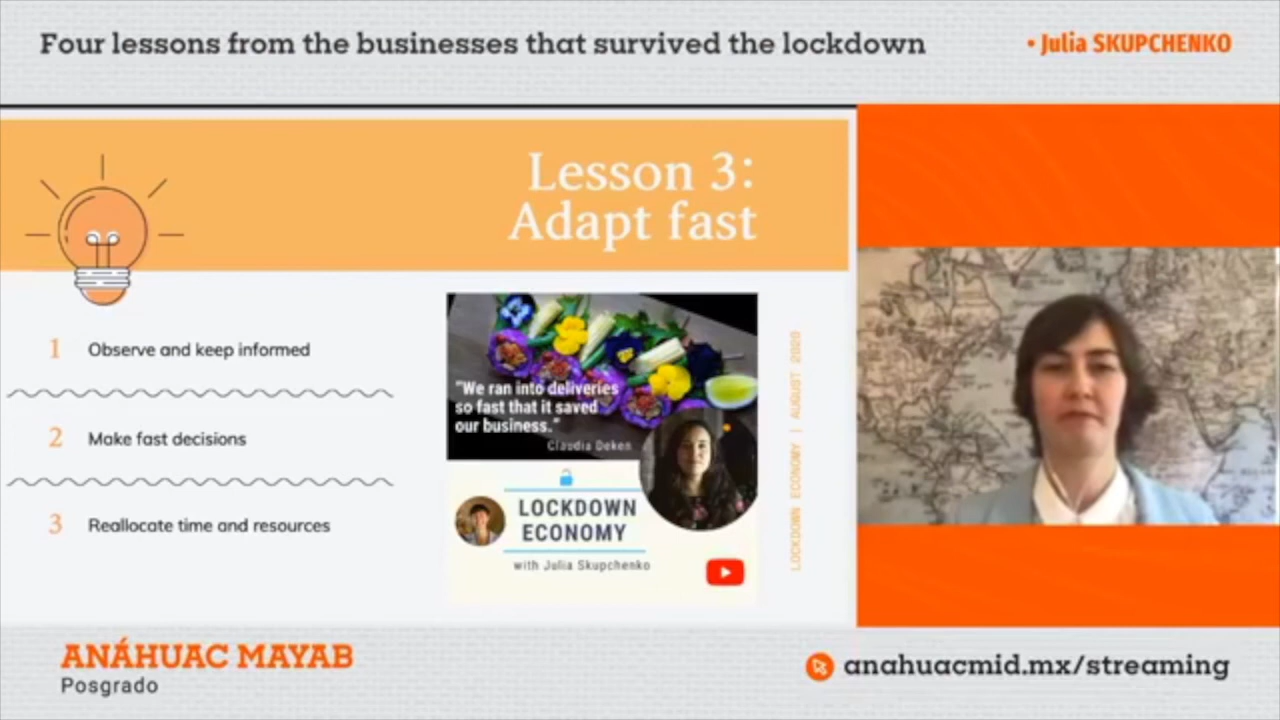 Four lessons from the businesses that survived the lockdown
• Julia SKUPCHENKO
Lesson 3:
Adapt fast
1 Observe and keep informed
2 Make fast decisions
3 Reallocate time and resources
"We ran into deliveries
so fast that it saved
our business."
Claudia Deken
LOCKDOWN
ECONOMY
with Julia Skupchenko
LOCKDOWN ECONOMY | AUGUST 2020
ANÁHUAC MAYAB
Posgrado
anahuacmid.mx/streaming